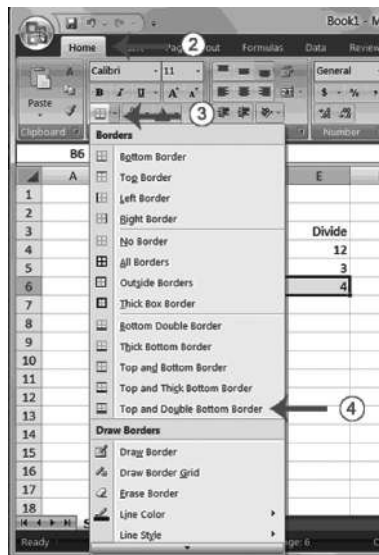 Book1 - M
Home
2
out
Formulas
Data
Review
Paste
Clipboard
Calibri
11
B I U A A
3
General
$ - % ,
Number
B6
Borders
Bottom Border
Top Border
Left Border
Right Border
No Border
All Borders
Outside Borders
Thick Box Border
Bottom Double Border
Thick Bottom Border
Top and Bottom Border
Top and Thick Bottom Border
Top and Double Bottom Border
4
Draw Borders
Draw Border
Draw Border Grid
Erase Border
Line Color
Line Style
A
E
1
2
3 Divide
4 12
5 3
6 4
7
8
9
10
11
12
13
14
15
16
17
18
Ready
ge: 6